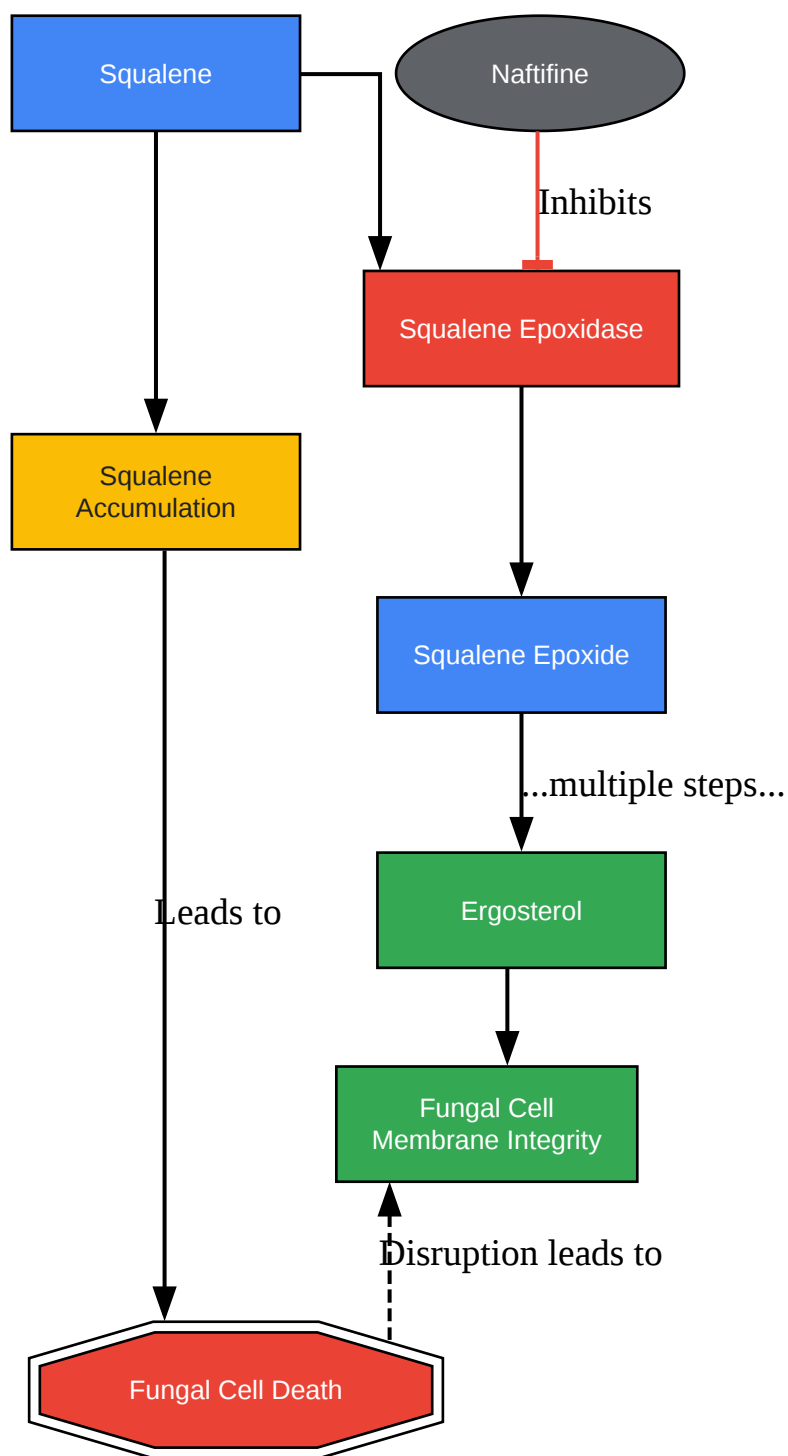 Squalene
Naftifine
Inhibits
Squalene Epoxidase
Squalene
Accumulation
Squalene Epoxide
...multiple steps...
Leads to
Ergosterol
Fungal Cell
Membrane Integrity
Disruption leads to
Fungal Cell Death